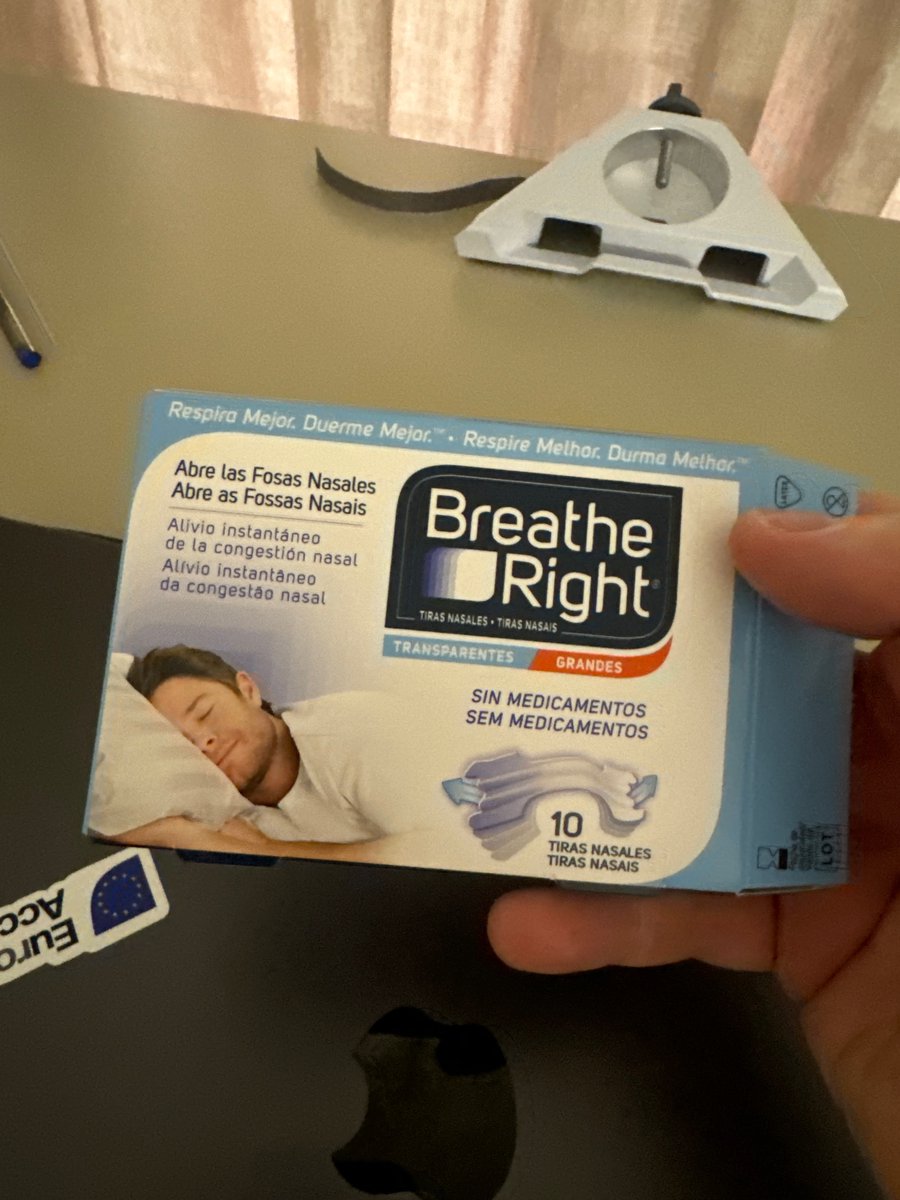 Respira Mejor. Duerme Mejor.™ • Respire Melhor. Durma Melhor.™
Abre las Fosas Nasales
Abre as Fossas Nasais
Alivio instantáneo
de la congestión nasal
Alívio instantâneo
da congestão nasal
Breathe
Right®
TIRAS NASALES • TIRAS NASAIS
TRANSPARENTES
GRANDES
SIN MEDICAMENTOS
SEM MEDICAMENTOS
10
TIRAS NASALES
TIRAS NASAIS
LOT
Euro
Acc